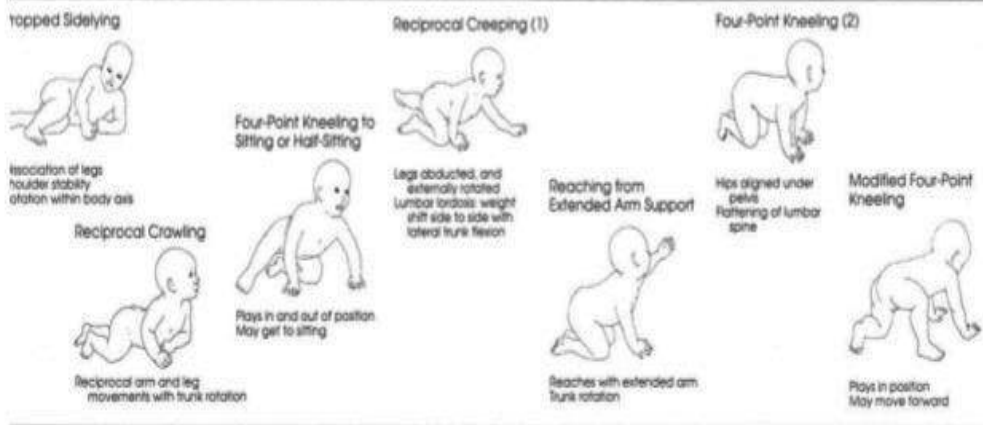 ropped Sidelying
issociation of legs
houlder stability
otation within body axis
Reciprocal Crawling
Reciprocal arm and leg
movements with trunk rotation
Four-Point Kneeling to
Sitting or Half-Sitting
Plays in and out of position
May get to sitting
Reciprocal Creeping (1)
Legs abducted, and
externally rotated
Lumbar lordosis: weight
shift side to side with
lateral trunk flexion
Reaching from
Extended Arm Support
Reaches with extended arm
Trunk rotation
Four-Point Kneeling (2)
Hips aligned under
pelvis
Flattening of lumbar
spine
Modified Four-Point
Kneeling
Plays in position
May move forward